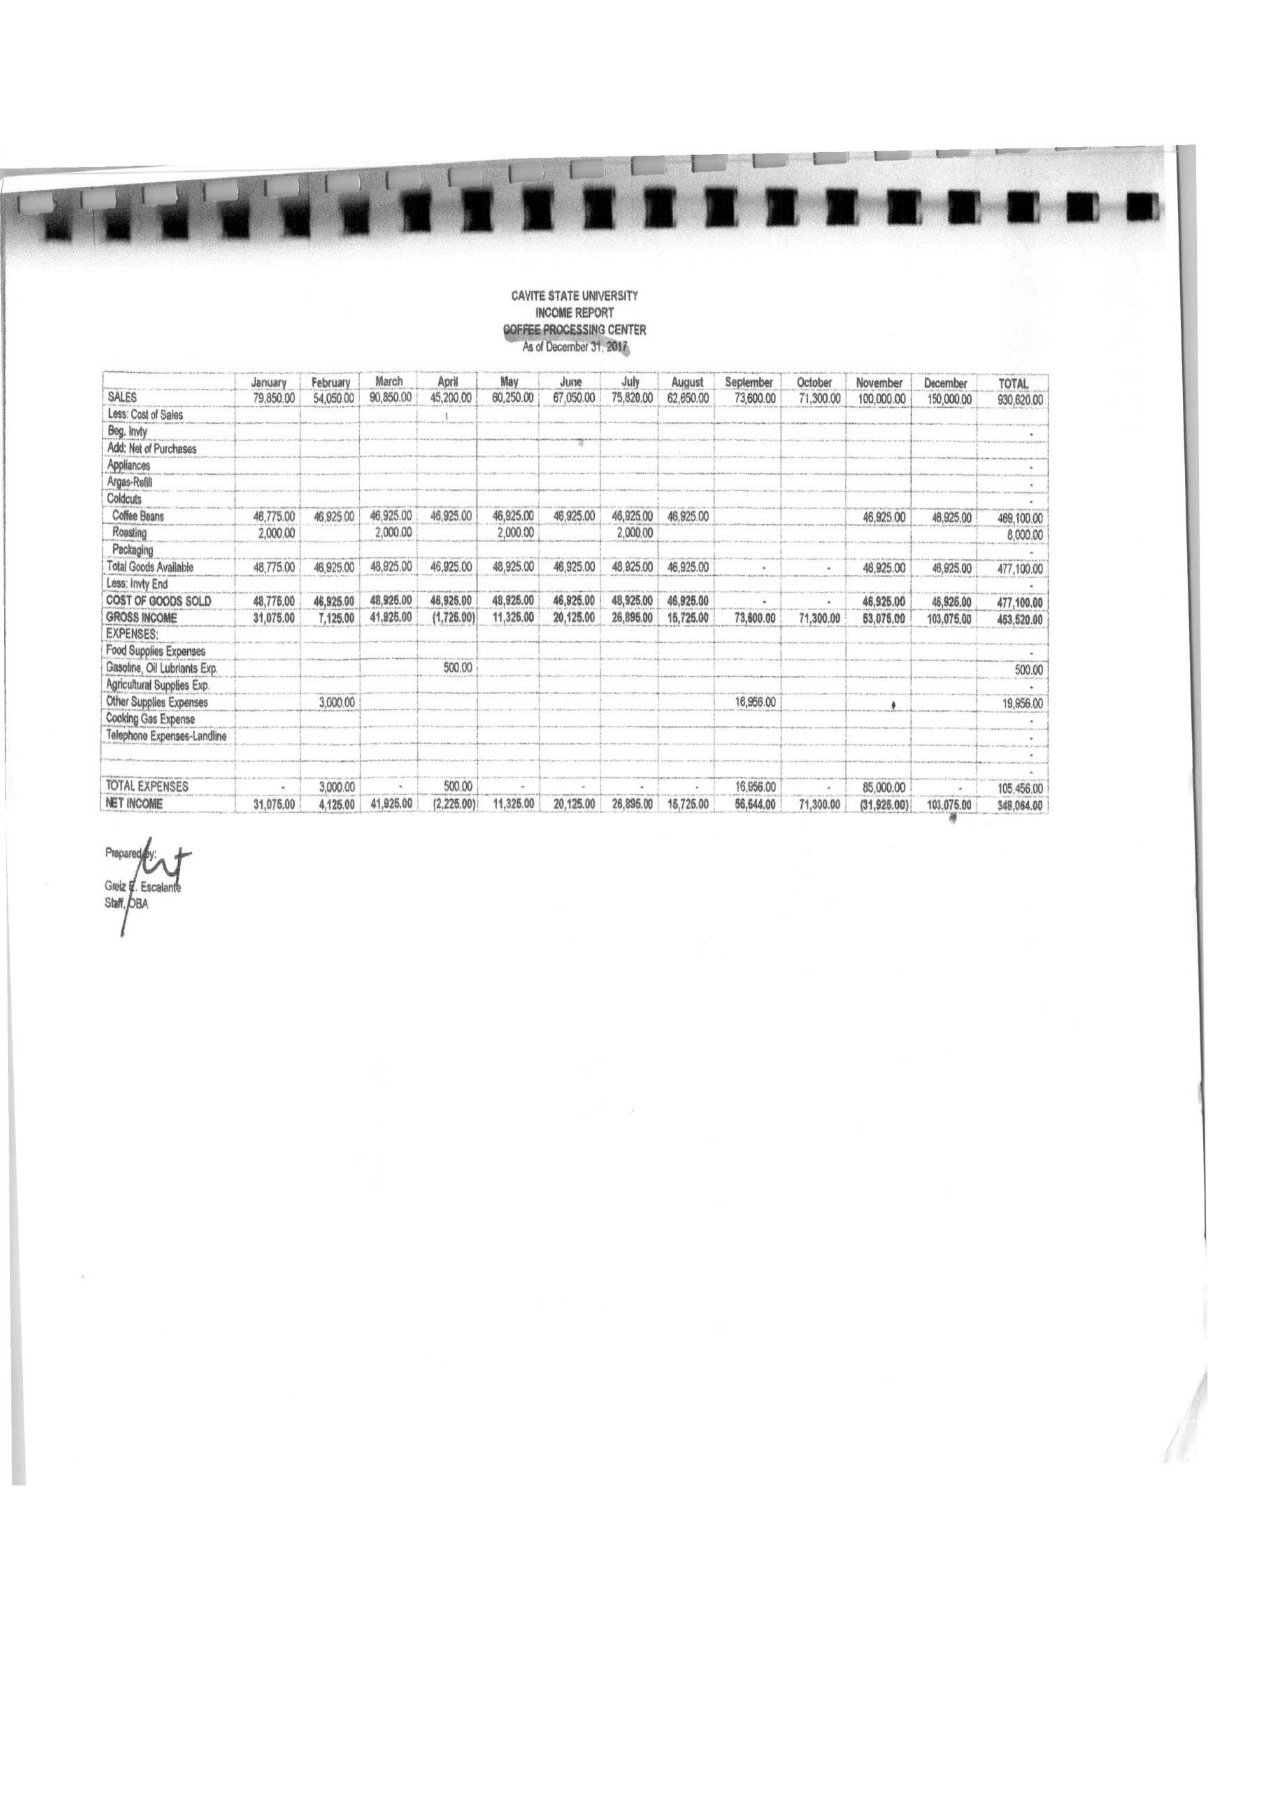 CAVITE STATE UNIVERSITY
INCOME REPORT
COFFEE PROCESSING CENTER
As of December 31, 2017
January February March April May June July August September October November December TOTAL
SALES 79,850.00 54,050.00 90,850.00 45,200.00 60,250.00 67,050.00 75,820.00 62,650.00 73,600.00 71,300.00 100,000.00 150,000.00 930,620.00
Less: Cost of Sales
Beg. Invty -
Add: Net of Purchases
Appliances -
Argas-Refill -
Coldcuts -
Coffee Beans 46,775.00 46,925.00 46,925.00 46,925.00 46,925.00 46,925.00 46,925.00 46,925.00 46,925.00 46,925.00 469,100.00
Roasting 2,000.00 2,000.00 2,000.00 2,000.00 8,000.00
Packaging -
Total Goods Available 48,775.00 46,925.00 48,925.00 46,925.00 48,925.00 46,925.00 48,925.00 46,925.00 - - 46,925.00 46,925.00 477,100.00
Less: Invty End -
COST OF GOODS SOLD 48,775.00 46,925.00 48,925.00 46,925.00 48,925.00 46,925.00 48,925.00 46,925.00 - - 46,925.00 46,925.00 477,100.00
GROSS INCOME 31,075.00 7,125.00 41,925.00 (1,725.00) 11,325.00 20,125.00 26,895.00 15,725.00 73,600.00 71,300.00 53,075.00 103,075.00 453,520.00
EXPENSES:
Food Supplies Expenses -
Gasoline, Oil Lubriants Exp. 500.00 500.00
Agricultural Supplies Exp. -
Other Supplies Expenses 3,000.00 16,956.00 19,956.00
Cooking Gas Expense -
Telephone Expenses-Landline -
-
-
TOTAL EXPENSES - 3,000.00 - 500.00 - - - - 16,956.00 - 85,000.00 - 105,456.00
NET INCOME 31,075.00 4,125.00 41,925.00 (2,225.00) 11,325.00 20,125.00 26,895.00 15,725.00 56,644.00 71,300.00 (31,925.00) 103,075.00 348,064.00
Prepared by:
Greiz E. Escalante
Staff, OBA